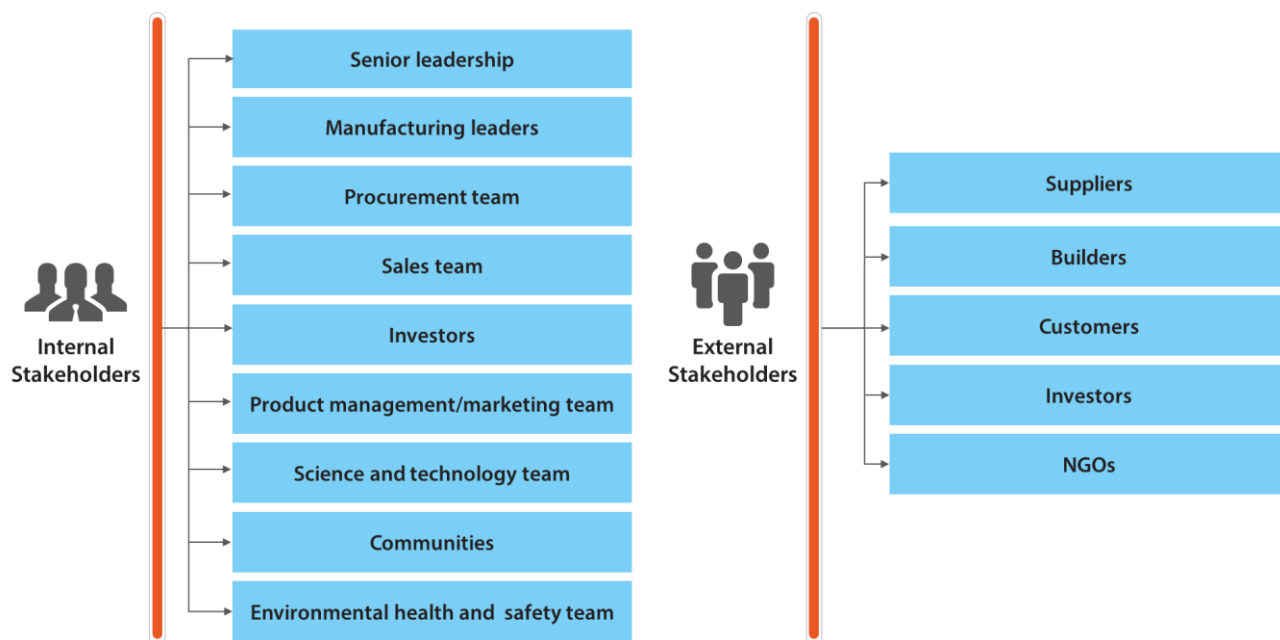 Internal
Stakeholders
Senior leadership
Manufacturing leaders
Procurement team
Sales team
Investors
Product management/marketing team
Science and technology team
Communities
Environmental health and safety team
External
Stakeholders
Suppliers
Builders
Customers
Investors
NGOs